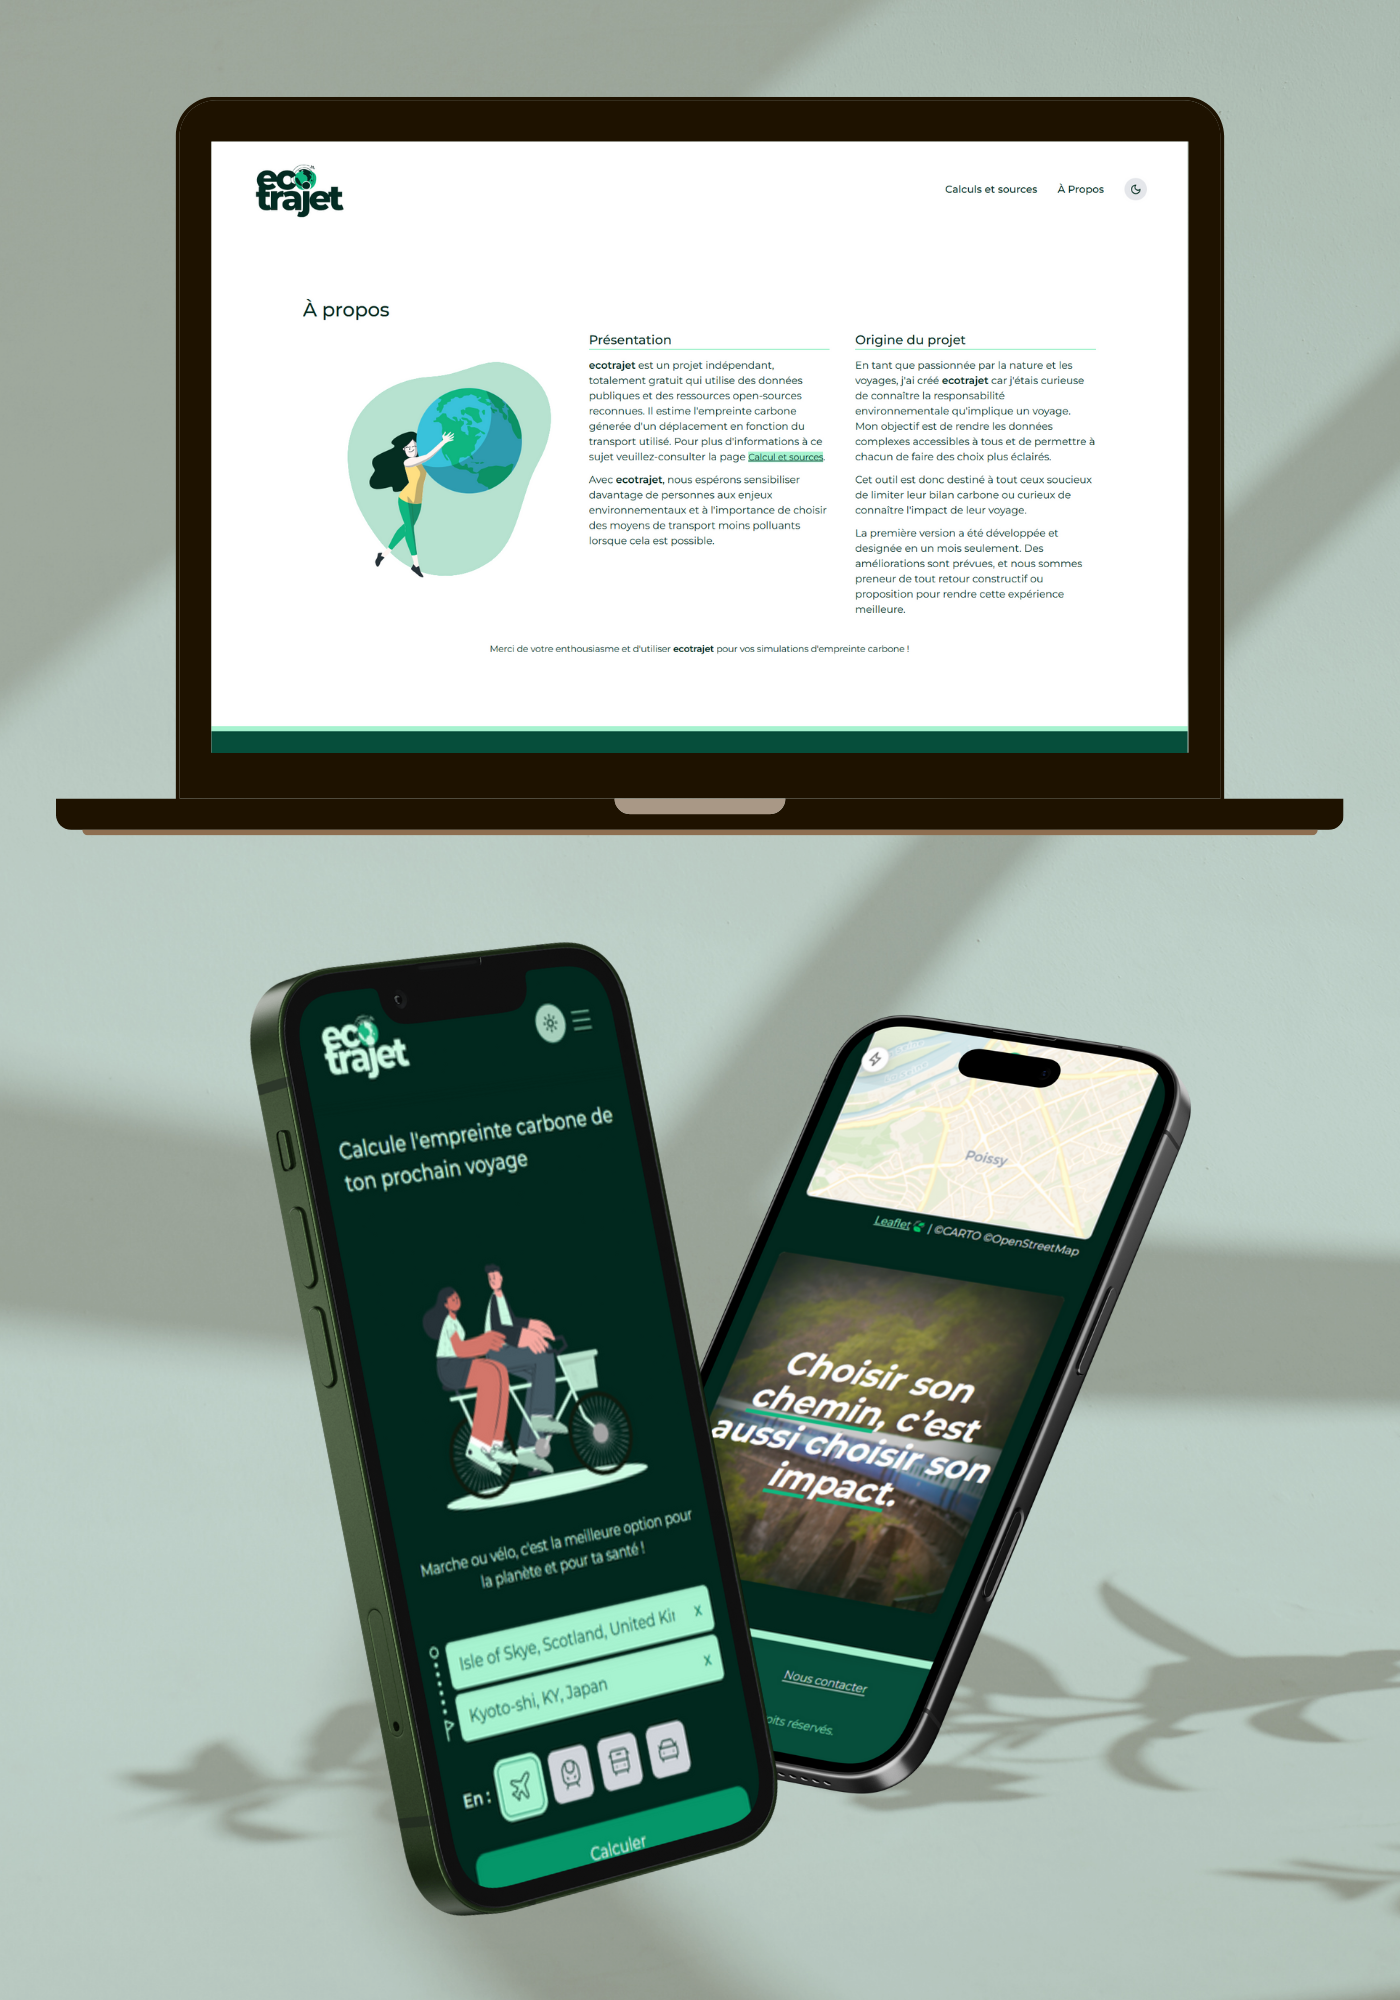 eco
trajet
Calculs et sources
À Propos
À propos
Présentation
ecotrajet est un projet indépendant,
totalement gratuit qui utilise des données
publiques et des ressources open-sources
reconnues. Il estime l'empreinte carbone
génerée d'un déplacement en fonction du
transport utilisé. Pour plus d'informations à ce
sujet veuillez-consulter la page Calcul et sources.
Avec ecotrajet, nous espérons sensibiliser
davantage de personnes aux enjeux
environnementaux et à l'importance de choisir
des moyens de transport moins polluants
lorsque cela est possible.
Origine du projet
En tant que passionnée par la nature et les
voyages, j'ai créé ecotrajet car j'étais curieuse
de connaître la responsabilité
environnementale qu'implique un voyage.
Mon objectif est de rendre les données
complexes accessibles à tous et de permettre à
chacun de faire des choix plus éclairés.
Cet outil est donc destiné à tout ceux soucieux
de limiter leur bilan carbone ou curieux de
connaître l'impact de leur voyage.
La première version a été développée et
designée en un mois seulement. Des
améliorations sont prévues, et nous sommes
preneur de tout retour constructif ou
proposition pour rendre cette expérience
meilleure.
Merci de votre enthousiasme et d'utiliser ecotrajet pour vos simulations d'empreinte carbone !
eco
trajet
Calcule l'empreinte carbone de
ton prochain voyage
Marche ou vélo, c'est la meilleure option pour
la planète et pour ta santé !
Isle of Skye, Scotland, United Kir
X
Kyoto-shi, KY, Japan
X
En :
Calculer
Poissy
Leaflet | ©CARTO ©OpenStreetMap
Choisir son
chemin, c'est
aussi choisir son
impact.
Nous contacter
oits réservés.